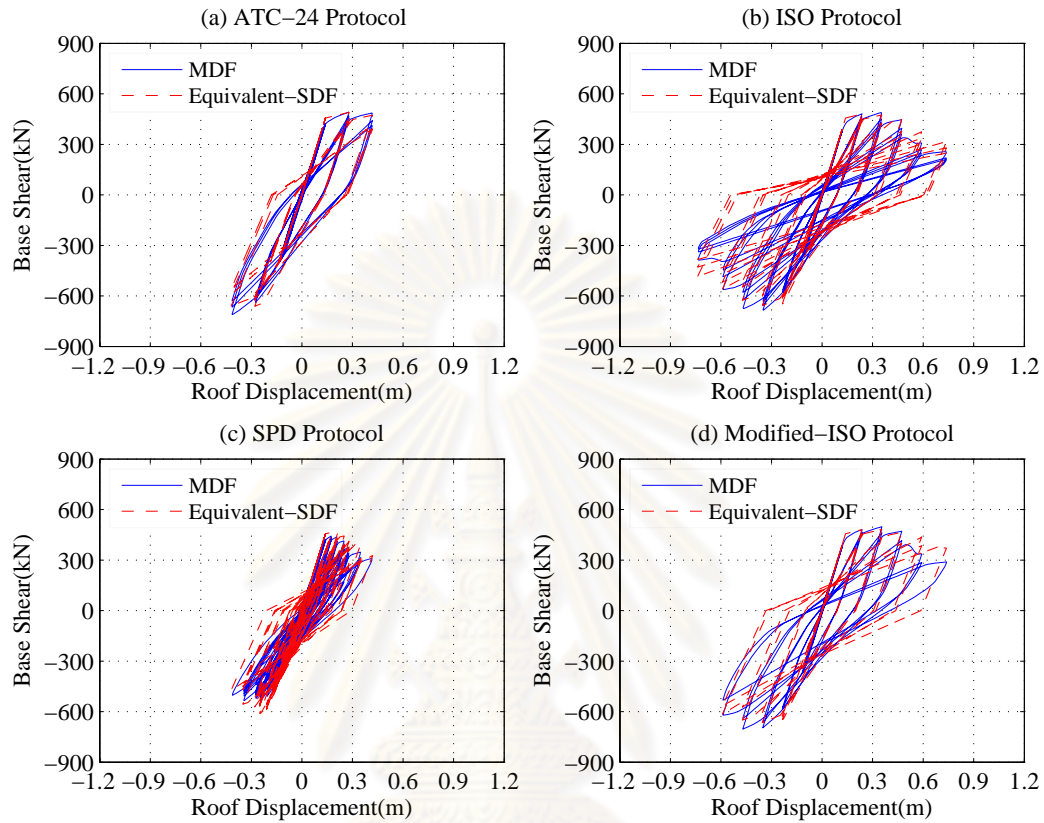 (a) ATC−24 Protocol
900
600
300
0
−300
−600
−900
−1.2 −0.9 −0.6 −0.3 0 0.3 0.6 0.9 1.2
Base Shear(kN)
Roof Displacement(m)
MDF
Equivalent−SDF
(b) ISO Protocol
900
600
300
0
−300
−600
−900
−1.2 −0.9 −0.6 −0.3 0 0.3 0.6 0.9 1.2
Base Shear(kN)
Roof Displacement(m)
MDF
Equivalent−SDF
(c) SPD Protocol
900
600
300
0
−300
−600
−900
−1.2 −0.9 −0.6 −0.3 0 0.3 0.6 0.9 1.2
Base Shear(kN)
Roof Displacement(m)
MDF
Equivalent−SDF
(d) Modified−ISO Protocol
900
600
300
0
−300
−600
−900
−1.2 −0.9 −0.6 −0.3 0 0.3 0.6 0.9 1.2
Base Shear(kN)
Roof Displacement(m)
MDF
Equivalent−SDF